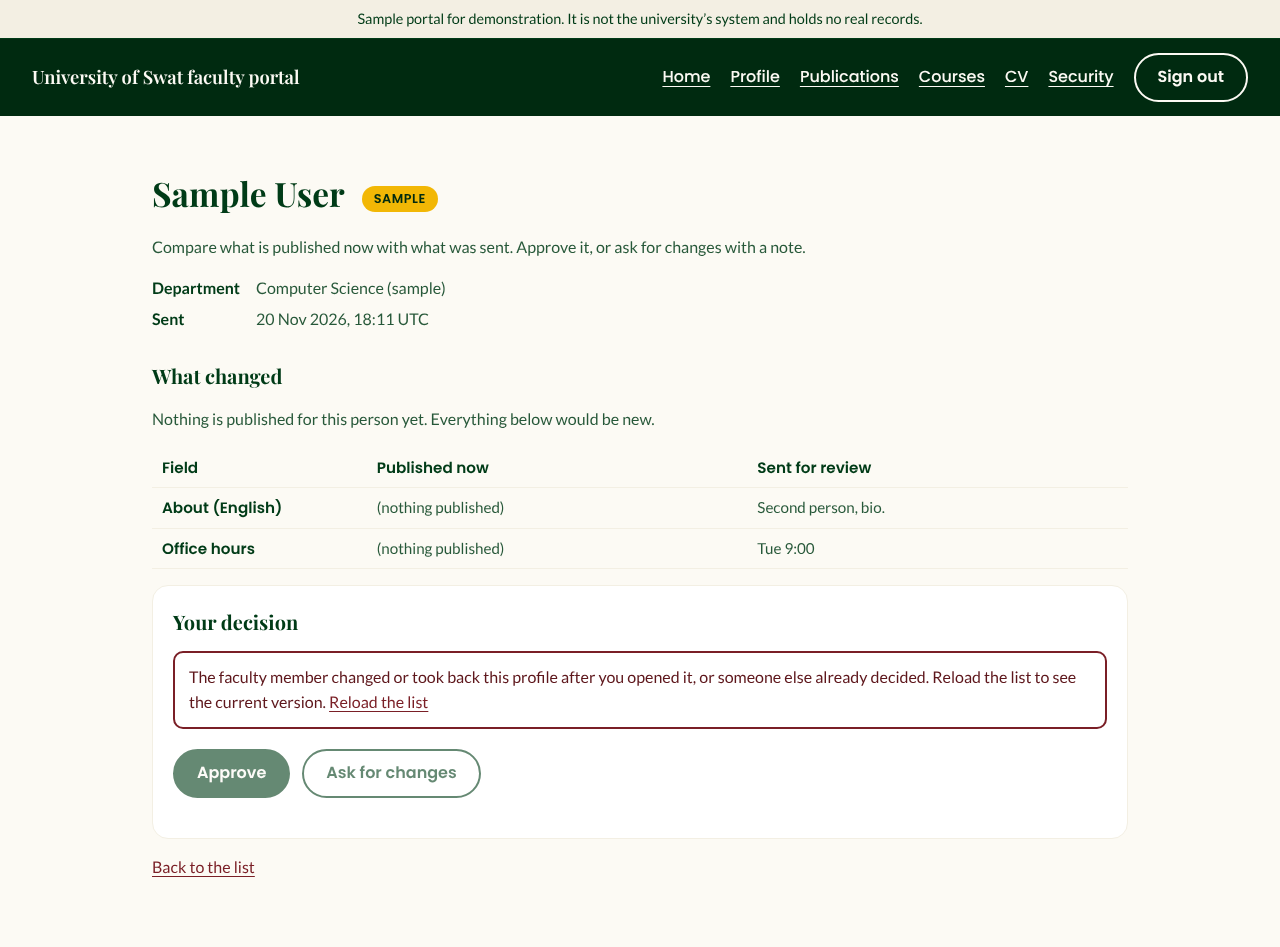 Sample portal for demonstration. It is not the university’s system and holds no real records.
University of Swat faculty portal
Home Profile Publications Courses CV Security Sign out
Sample User SAMPLE
Compare what is published now with what was sent. Approve it, or ask for changes with a note.
Department Computer Science (sample)
Sent 20 Nov 2026, 18:11 UTC
What changed
Nothing is published for this person yet. Everything below would be new.
Field Published now Sent for review
About (English) (nothing published) Second person, bio.
Office hours (nothing published) Tue 9:00
Your decision
The faculty member changed or took back this profile after you opened it, or someone else already decided. Reload the list to see
the current version. Reload the list
Approve Ask for changes
Back to the list